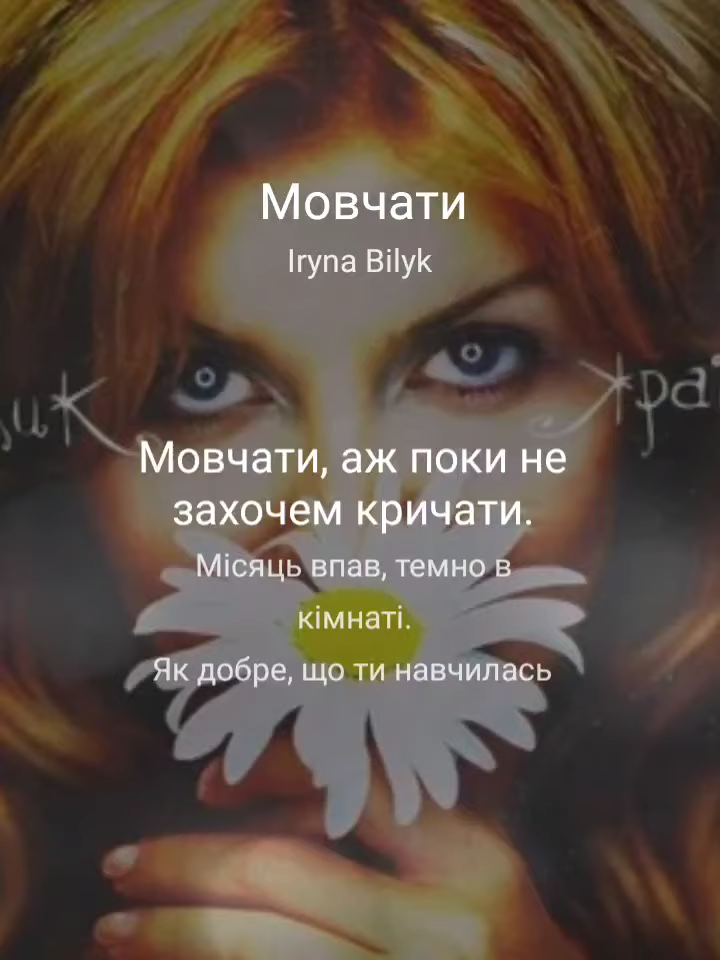 Мовчати
Iryna Bilyk
Мовчати, аж поки не
захочем кричати.
Місяць впав, темно в
кімнаті.
Як добре, що ти навчилась